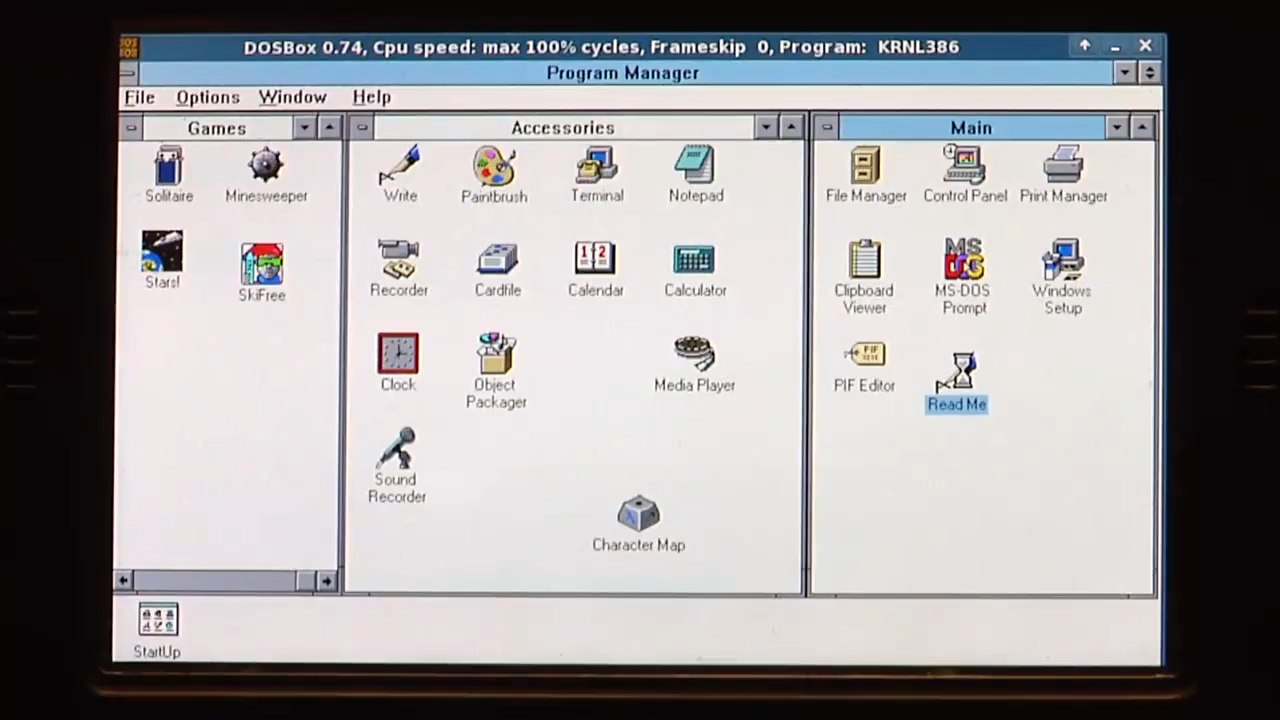 DOSBox 0.74, Cpu speed: max 100% cycles, Frameskip 0, Program: KRNL386
Program Manager
File Options Window Help
Games
Accessories
Main
Solitaire
Minesweeper
Stars!
SkiFree
Write
Paintbrush
Terminal
Notepad
Recorder
Cardfile
Calendar
Calculator
Clock
Object
Packager
Media Player
Sound
Recorder
Character Map
File Manager
Control Panel
Print Manager
Clipboard
Viewer
MS
DOS
MS-DOS
Prompt
Windows
Setup
PIF Editor
Read Me
StartUp